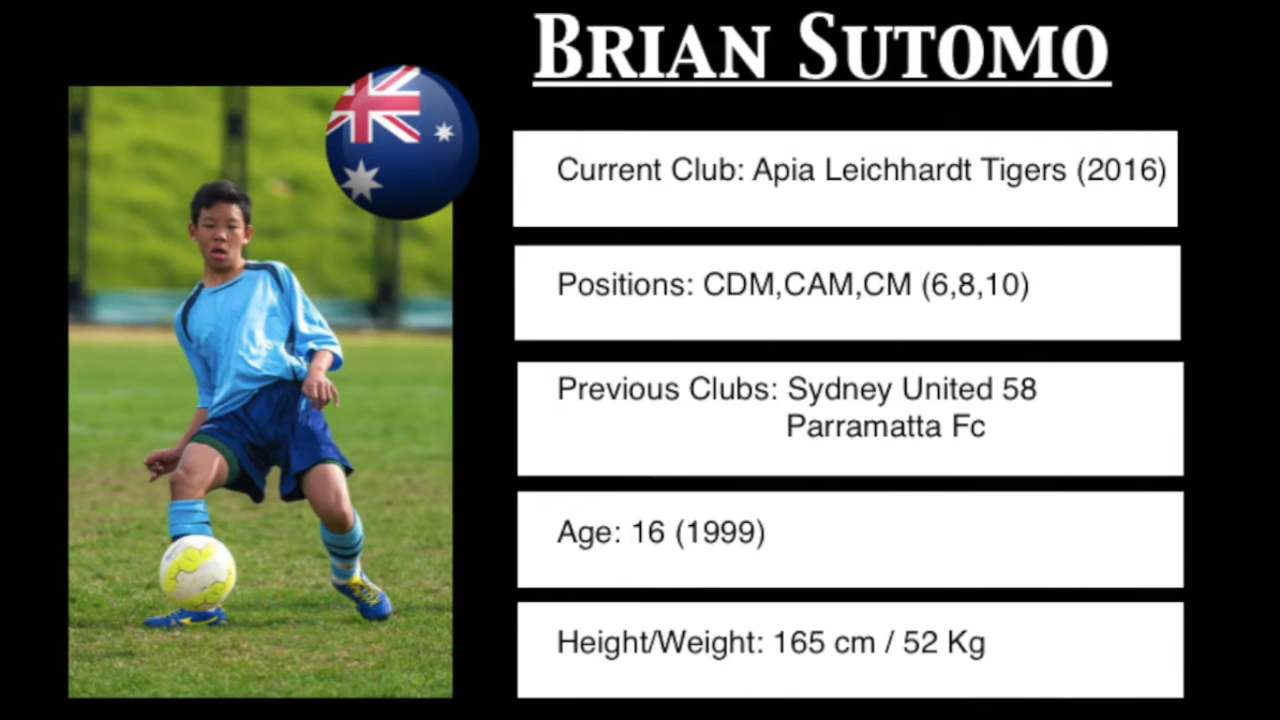 Brian Sutomo
Current Club: Apia Leichhardt Tigers (2016)
Positions: CDM,CAM,CM (6,8,10)
Previous Clubs: Sydney United 58
Parramatta Fc
Age: 16 (1999)
Height/Weight: 165 cm / 52 Kg